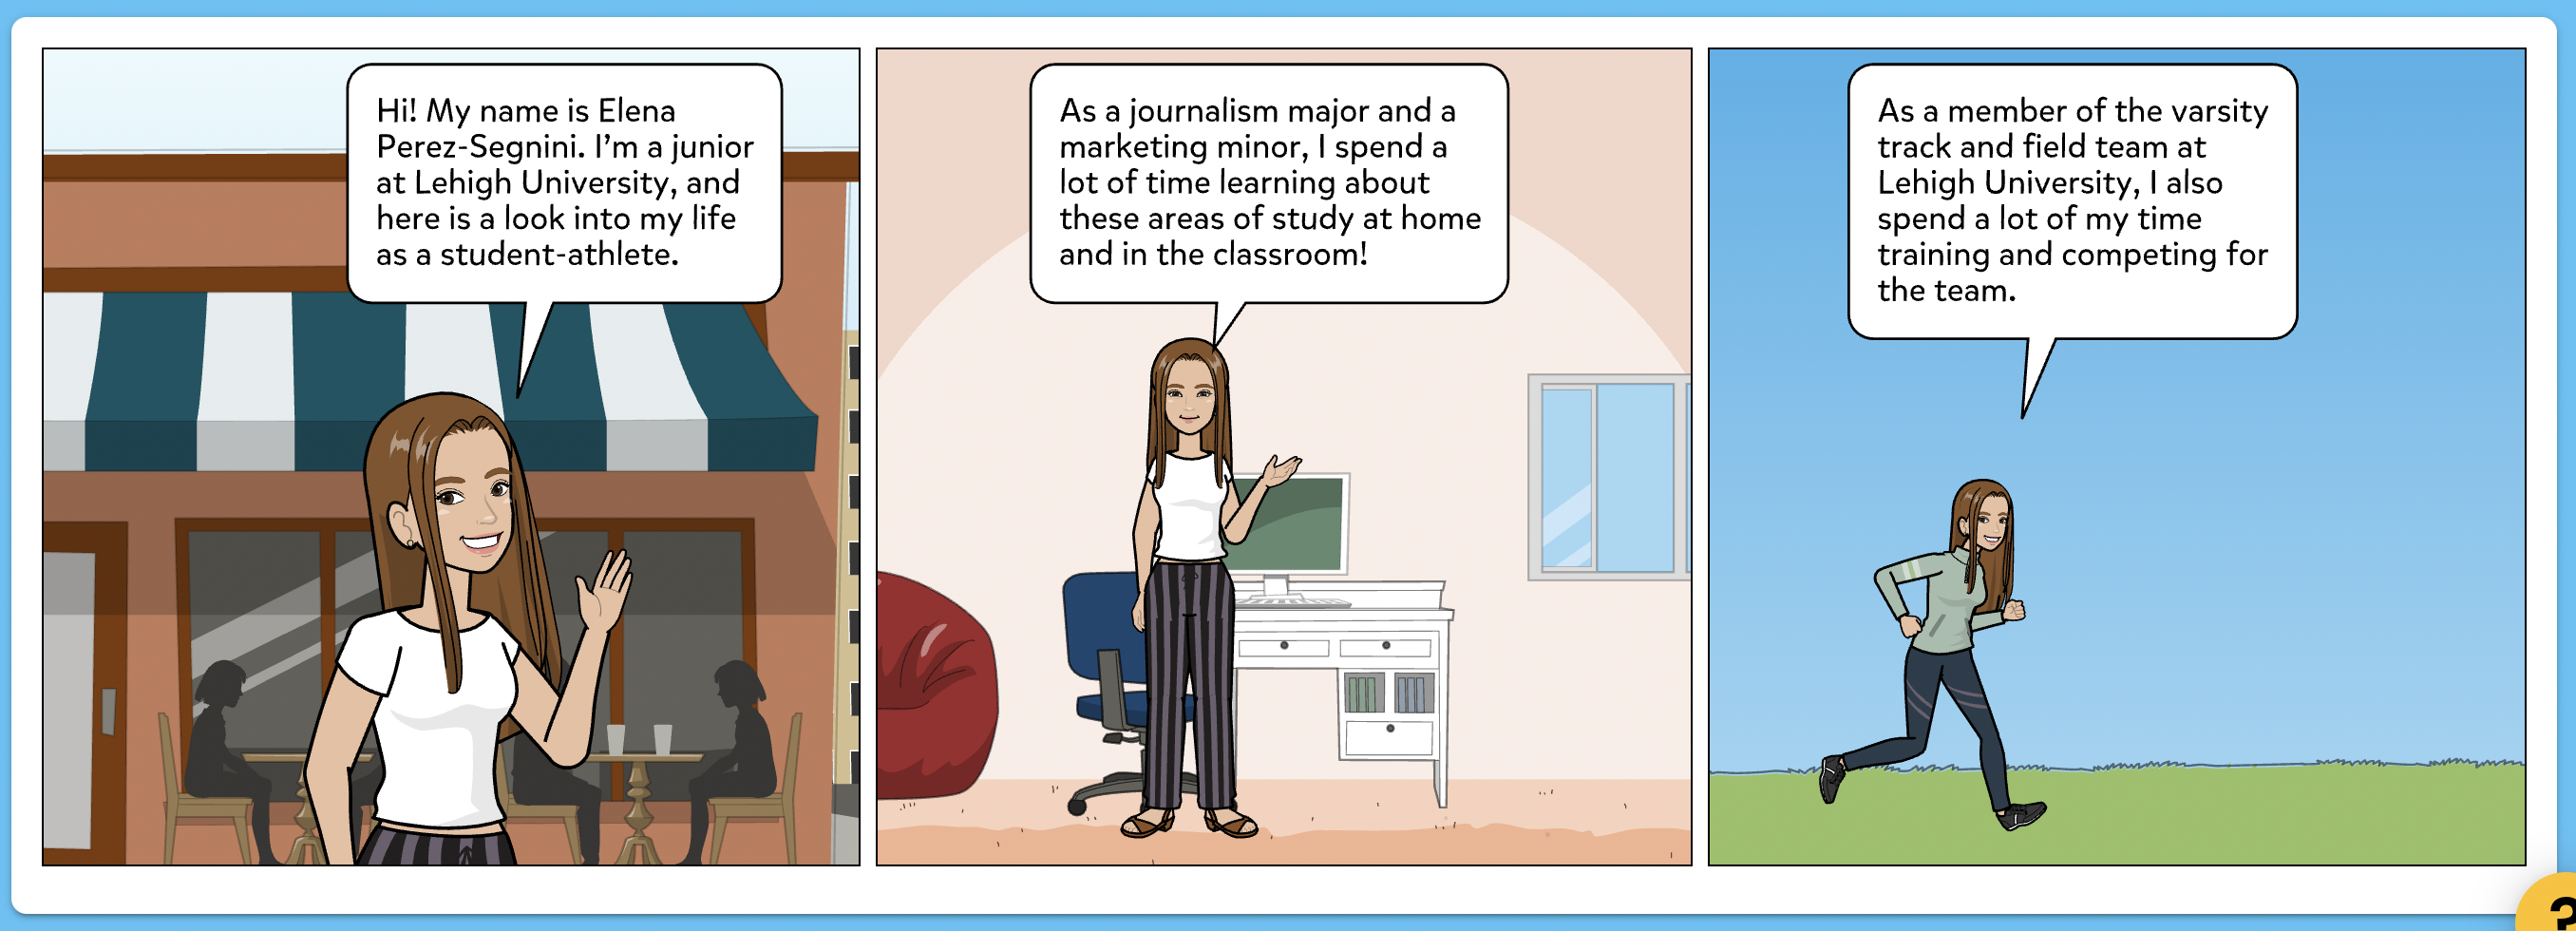 Hi! My name is Elena
Perez-Segnini. I’m a junior
at Lehigh University, and
here is a look into my life
as a student-athlete.
As a journalism major and a
marketing minor, I spend a
lot of time learning about
these areas of study at home
and in the classroom!
As a member of the varsity
track and field team at
Lehigh University, I also
spend a lot of my time
training and competing for
the team.
?